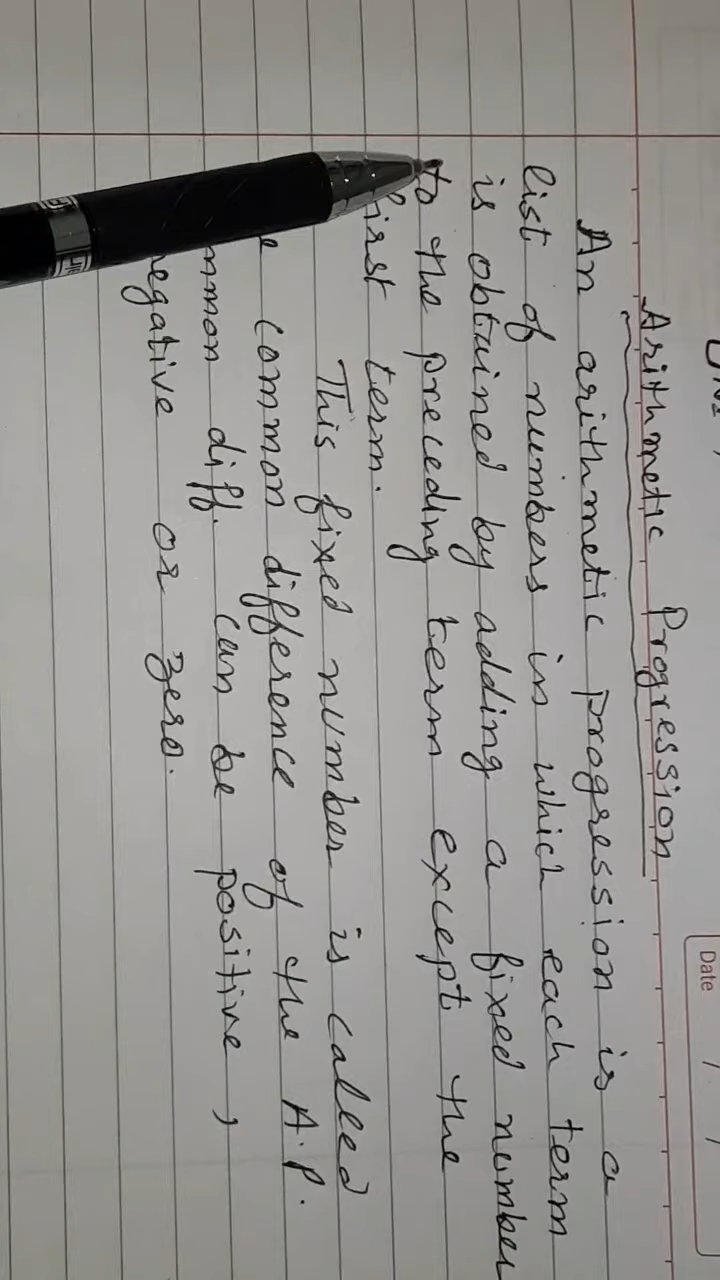 Date / /
Arithmetic Progression
An arithmetic progression is a
list of numbers in which each term
is obtained by adding a fixed number
to the preceding term except the
first term.
This fixed number is called
e common difference of the A.P.
mmon diff. can be positive,
negative or zero.